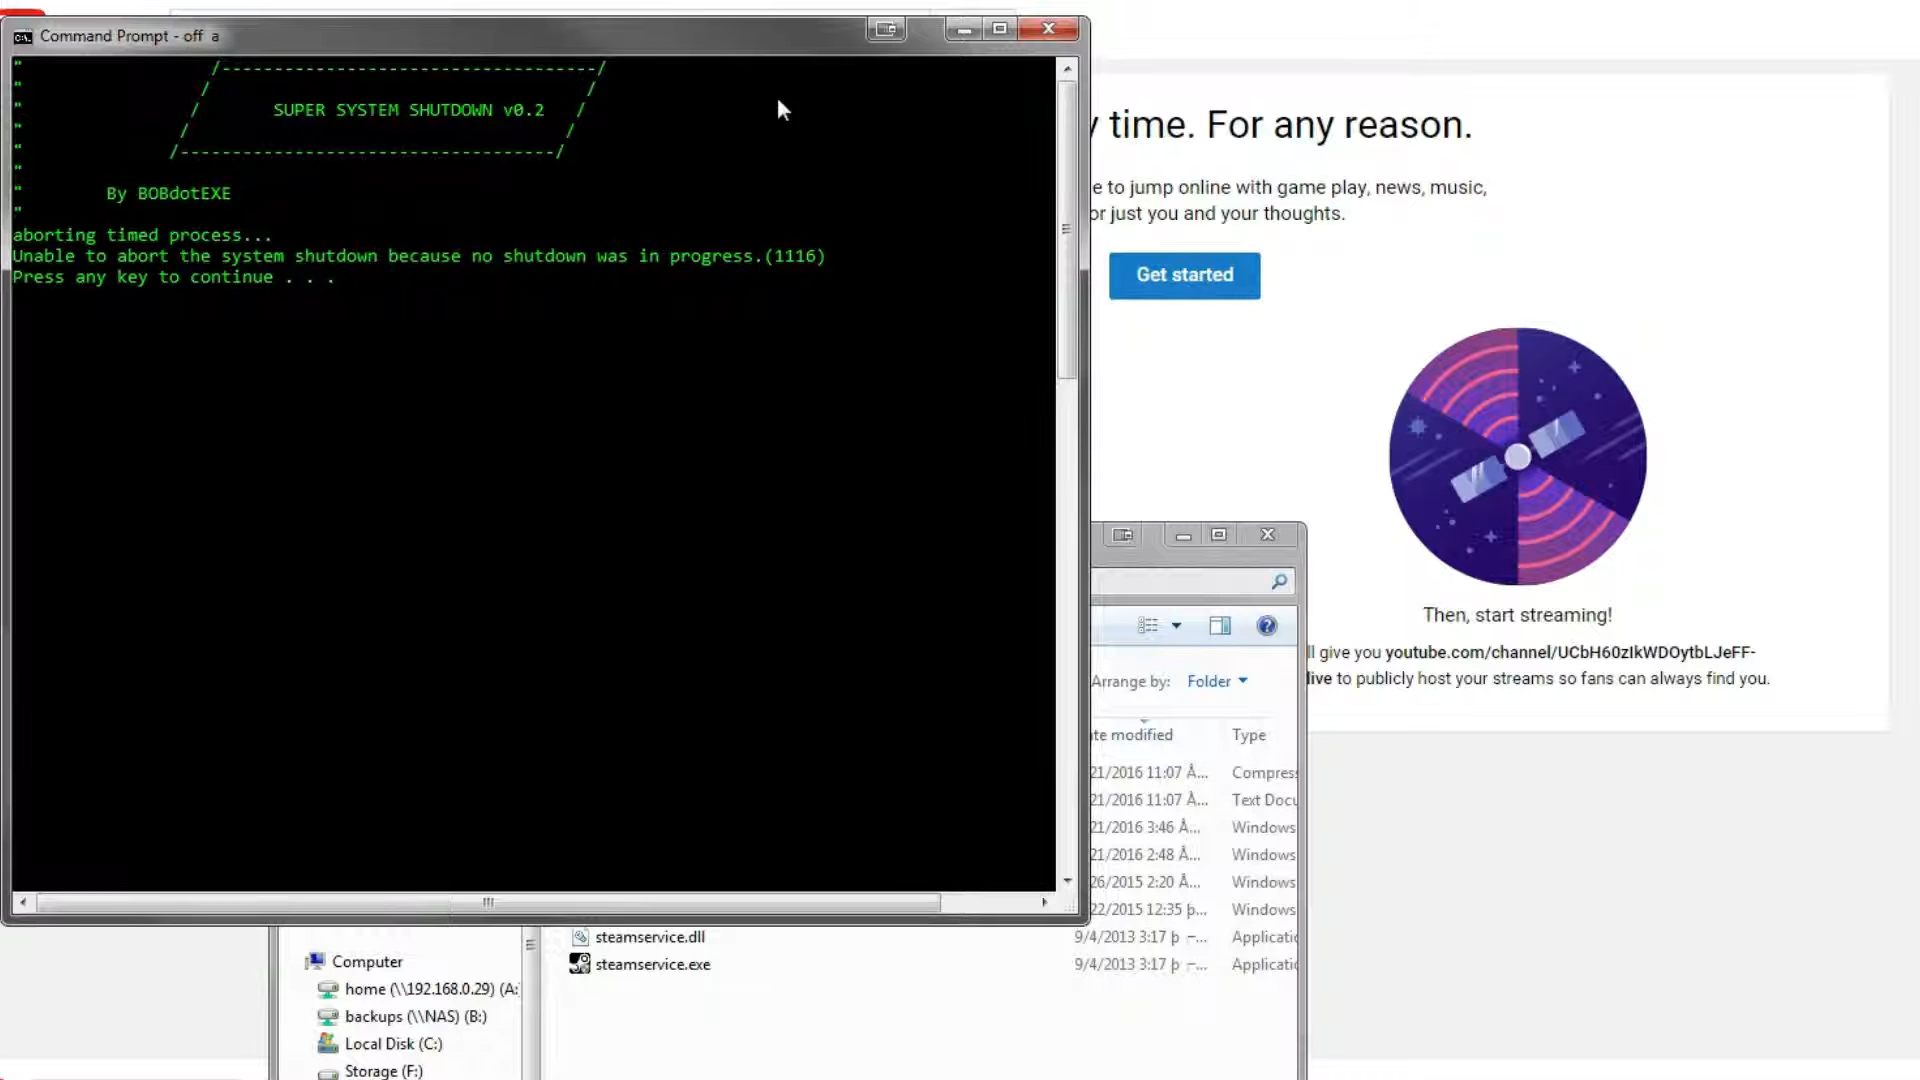 Command Prompt - off  a
"                  /------------------------------------/
"                 /                                    /
"                /       SUPER SYSTEM SHUTDOWN v0.2   /
"               /                                    /
"              /------------------------------------/
"
"        By BOBdotEXE
"
aborting timed process...
Unable to abort the system shutdown because no shutdown was in progress.(1116)
Press any key to continue . . .
time. For any reason.
e to jump online with game play, news, music,
or just you and your thoughts.
Get started
Then, start streaming!
ll give you youtube.com/channel/UCbH60zIkWDOytbLJeFF-
live to publicly host your streams so fans can always find you.
Arrange by: Folder
te modified Type
21/2016 11:07 Å... Compres
21/2016 11:07 Å... Text Docu
21/2016 3:46 Å... Windows
21/2016 2:48 Å... Windows
26/2015 2:20 Å... Windows
22/2015 12:35 þ... Windows
steamservice.dll 9/4/2013 3:17 þ –... Applicatio
steamservice.exe 9/4/2013 3:17 þ –... Applicatio
Computer
home (\\192.168.0.29) (A:
backups (\\NAS) (B:)
Local Disk (C:)
Storage (F:)